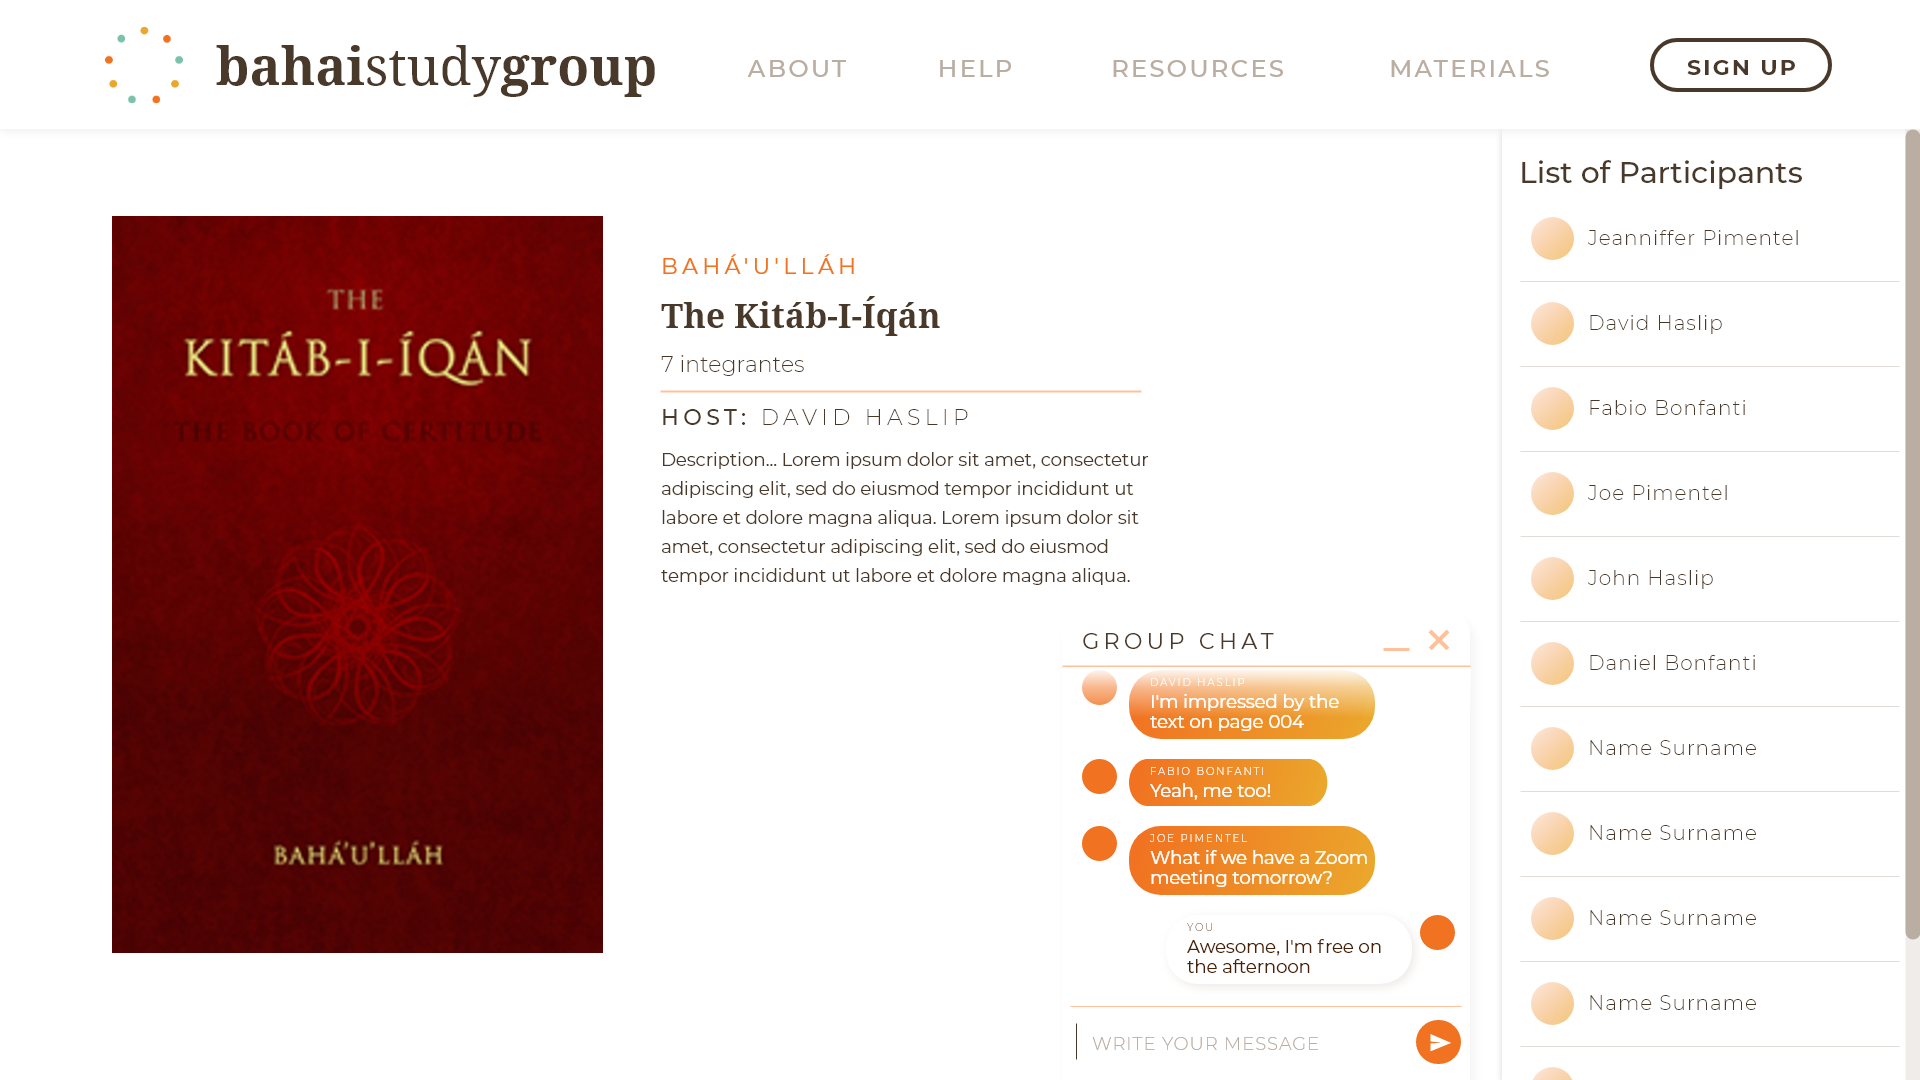 bahaistudygroup
ABOUT
HELP
RESOURCES
MATERIALS
SIGN UP
THE
KITÁB-I-ÍQÁN
THE BOOK OF CERTITUDE
BAHÁ'U'LLÁH
BAHÁ'U'LLÁH
The Kitáb-I-Íqán
7 integrantes
HOST: DAVID HASLIP
Description... Lorem ipsum dolor sit amet, consectetur
adipiscing elit, sed do eiusmod tempor incididunt ut
labore et dolore magna aliqua. Lorem ipsum dolor sit
amet, consectetur adipiscing elit, sed do eiusmod
tempor incididunt ut labore et dolore magna aliqua.
GROUP CHAT
DAVID HASLIP
I'm impressed by the
text on page 004
FABIO BONFANTI
Yeah, me too!
JOE PIMENTEL
What if we have a Zoom
meeting tomorrow?
YOU
Awesome, I'm free on
the afternoon
WRITE YOUR MESSAGE
List of Participants
Jeanniffer Pimentel
David Haslip
Fabio Bonfanti
Joe Pimentel
John Haslip
Daniel Bonfanti
Name Surname
Name Surname
Name Surname
Name Surname